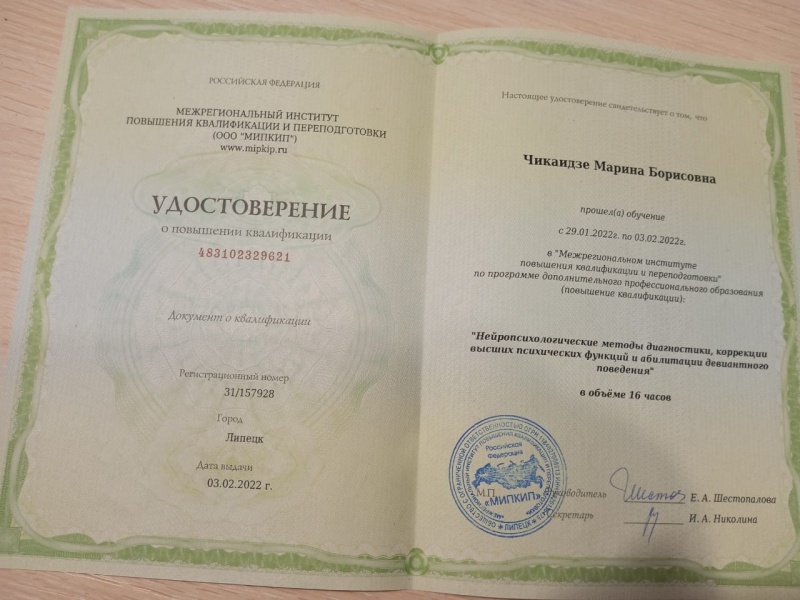 РОССИЙСКАЯ ФЕДЕРАЦИЯ
МЕЖРЕГИОНАЛЬНЫЙ ИНСТИТУТ
ПОВЫШЕНИЯ КВАЛИФИКАЦИИ И ПЕРЕПОДГОТОВКИ
(ООО "МИПКИП")
www.mipkip.ru
УДОСТОВЕРЕНИЕ
о повышении квалификации
483102329621
Документ о квалификации
Регистрационный номер
31/157928
Город
Липецк
Дата выдачи
03.02.2022 г.
Настоящее удостоверение свидетельствует о том, что
Чикаидзе Марина Борисовна
прошел(а) обучение
с 29.01.2022г. по 03.02.2022г.
в "Межрегиональном институте
повышения квалификации и переподготовки"
по программе дополнительного профессионального образования
(повышение квалификации):
"Нейропсихологические методы диагностики, коррекции
высших психических функций и абилитации девиантного
поведения"
в объёме 16 часов
Российская
Федерация
«МИПКИП»
ЛИПЕЦК
М.П.
Руководитель
Е. А. Шестопалова
Секретарь
И. А. Николина